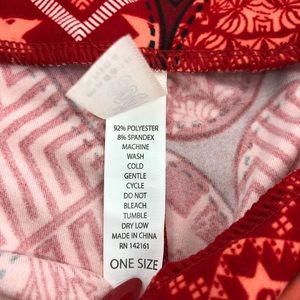 92% POLYESTER
8% SPANDEX
MACHINE
WASH
COLD
GENTLE
CYCLE
DO NOT
BLEACH
TUMBLE
DRY LOW
MADE IN CHINA
RN 142161
ONE SIZE